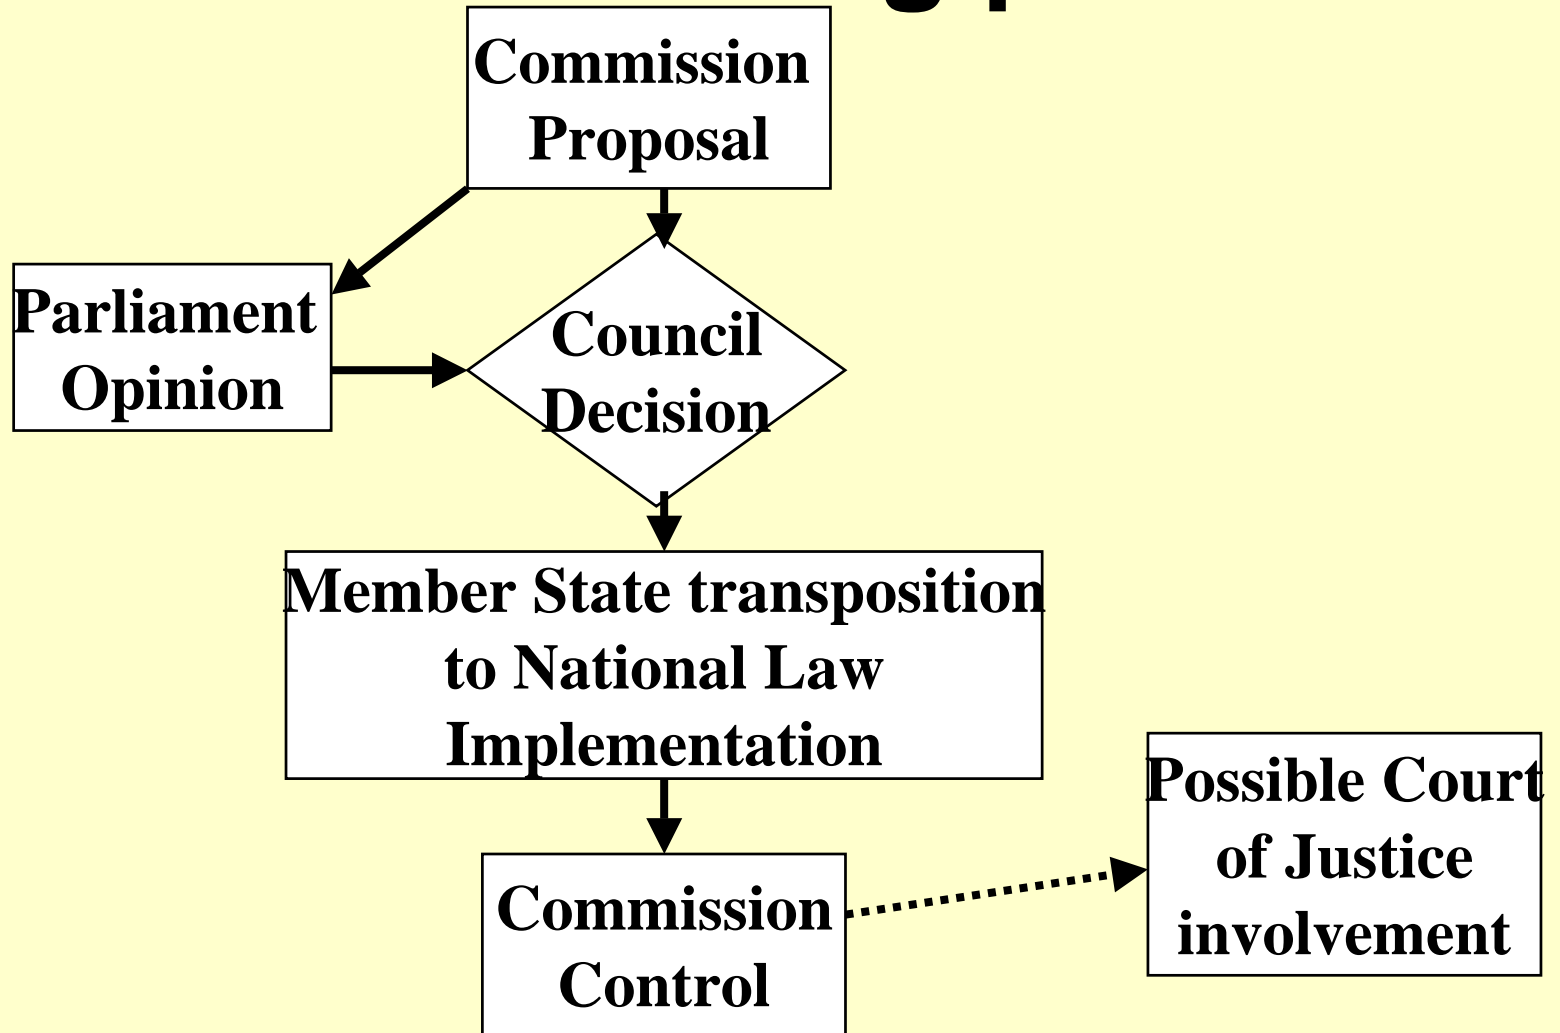 Commission
Proposal
Parliament
Opinion
Council
Decision
Member State transposition
to National Law
Implementation
Possible Court
of Justice
involvement
Commission
Control